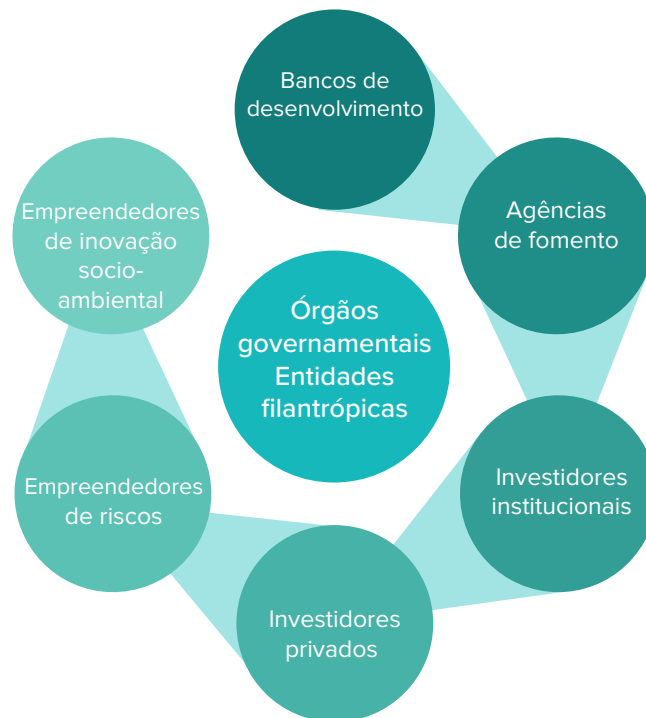 Bancos de
desenvolvimento
Agências
de fomento
Investidores
institucionais
Investidores
privados
Empreendedores
de riscos
Empreendedores
de inovação
socio-
ambiental
Órgãos
governamentais
Entidades
filantrópicas